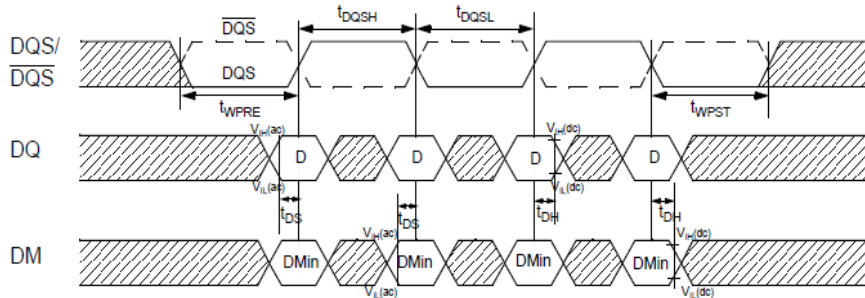 DQS tDQSH tDQSL
DQS/
DQS
DQS
tWPRE tWPST
VIH(ac) VIH(dc)
DQ D D D D
VIL(ac) VIL(dc)
tDS tDS tDH tDH
VIH(ac) VIH(dc)
DM DMin DMin DMin DMin
VIL(ac) VIL(dc)